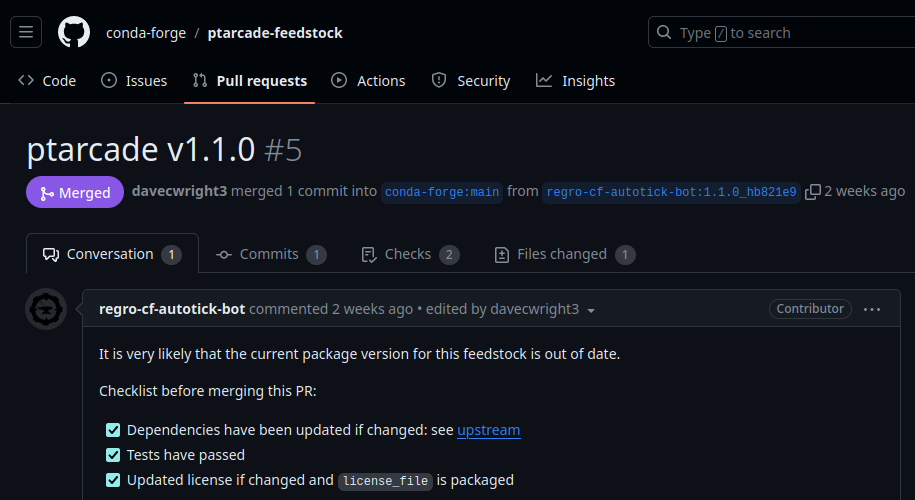 conda-forge / ptarcade-feedstock
Type / to search
Code Issues Pull requests Actions Security Insights
ptarcade v1.1.0 #5
Merged davecwright3 merged 1 commit into conda-forge:main from regro-cf-autotick-bot:1.1.0_hb821e9 2 weeks ago
Conversation 1 Commits 1 Checks 2 Files changed 1
regro-cf-autotick-bot commented 2 weeks ago • edited by davecwright3 Contributor ...
It is very likely that the current package version for this feedstock is out of date.
Checklist before merging this PR:
Dependencies have been updated if changed: see upstream
Tests have passed
Updated license if changed and license_file is packaged